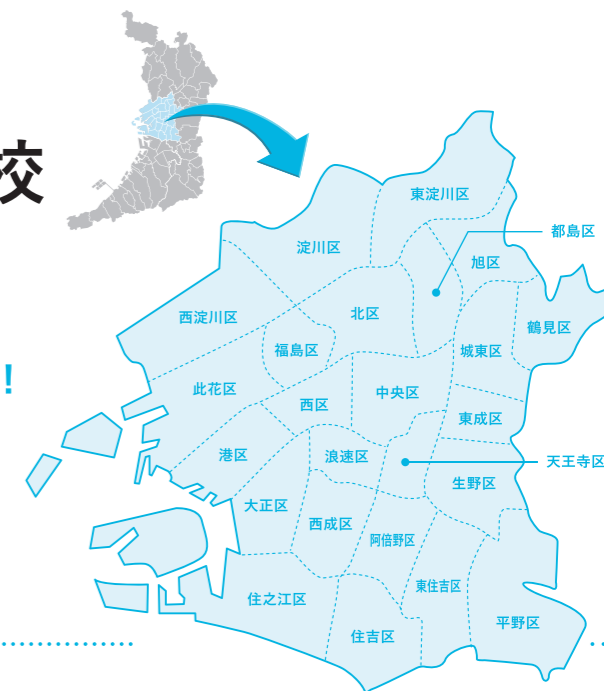 校
東淀川区
都島区
淀川区
旭区
北区
西淀川区
鶴見区
福島区
城東区
！
此花区
中央区
西区
東成区
港区
浪速区
天王寺区
生野区
大正区
西成区
阿倍野区
東住吉区
住之江区
平野区
住吉区